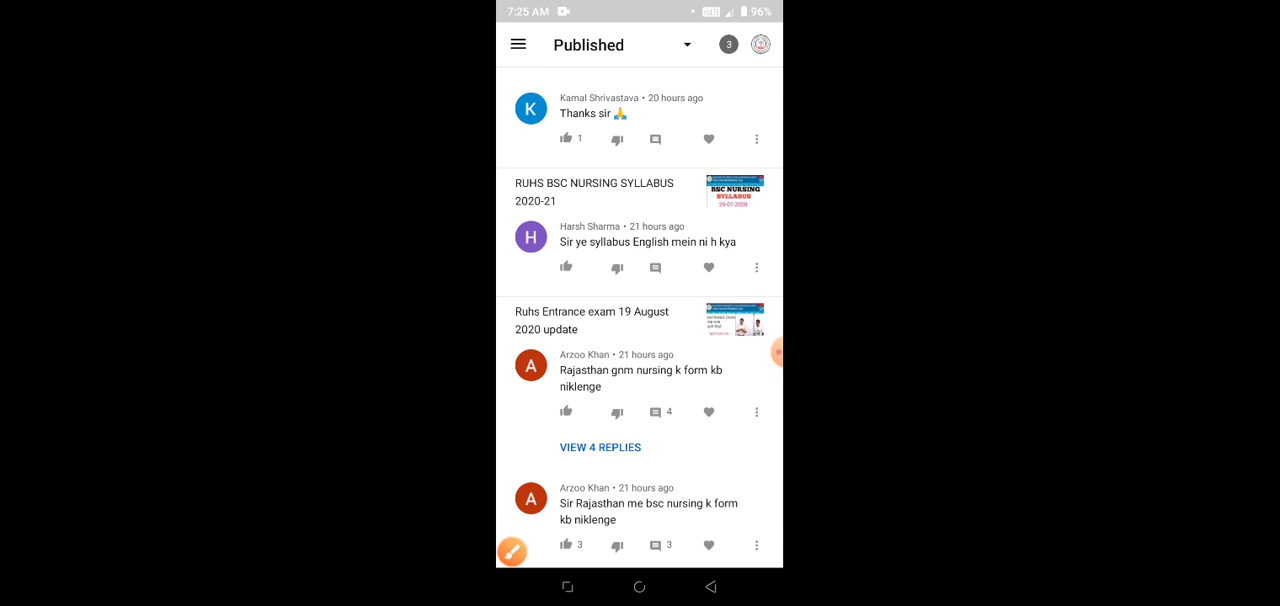 7:25 AM
96%
Published
3
Kamal Shrivastava • 20 hours ago
Thanks sir 🙏
1
RUHS BSC NURSING SYLLABUS
2020-21
BSC NURSING
SYLLABUS
29-07-2020
Harsh Sharma • 21 hours ago
Sir ye syllabus English mein ni h kya
Ruhs Entrance exam 19 August
2020 update
Arzoo Khan • 21 hours ago
Rajasthan gnm nursing k form kb
niklenge
4
VIEW 4 REPLIES
Arzoo Khan • 21 hours ago
Sir Rajasthan me bsc nursing k form
kb niklenge
3 3